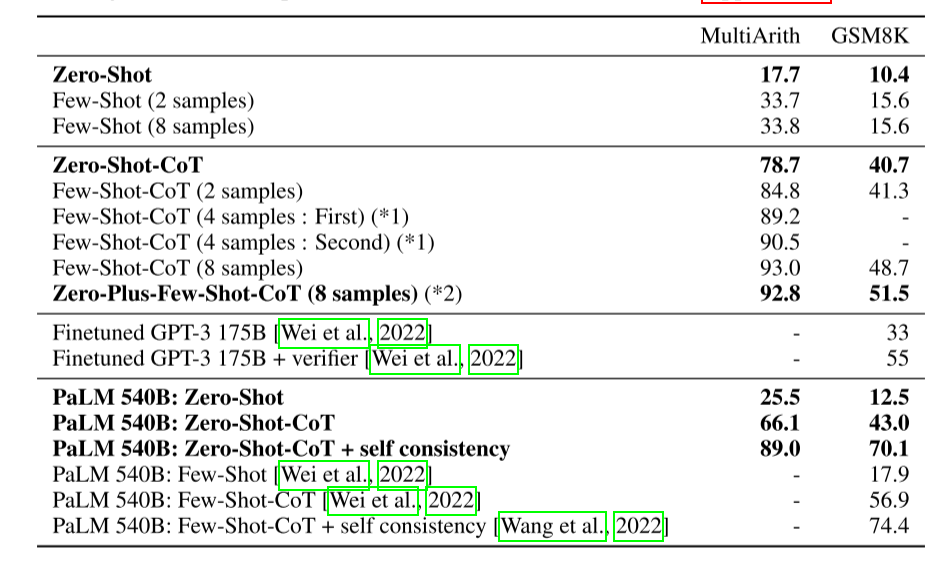 MultiArith GSM8K
Zero-Shot 17.7 10.4
Few-Shot (2 samples) 33.7 15.6
Few-Shot (8 samples) 33.8 15.6
Zero-Shot-CoT 78.7 40.7
Few-Shot-CoT (2 samples) 84.8 41.3
Few-Shot-CoT (4 samples : First) (*1) 89.2 -
Few-Shot-CoT (4 samples : Second) (*1) 90.5 -
Few-Shot-CoT (8 samples) 93.0 48.7
Zero-Plus-Few-Shot-CoT (8 samples) (*2) 92.8 51.5
Finetuned GPT-3 175B [Wei et al., 2022] - 33
Finetuned GPT-3 175B + verifier [Wei et al., 2022] - 55
PaLM 540B: Zero-Shot 25.5 12.5
PaLM 540B: Zero-Shot-CoT 66.1 43.0
PaLM 540B: Zero-Shot-CoT + self consistency 89.0 70.1
PaLM 540B: Few-Shot [Wei et al., 2022] - 17.9
PaLM 540B: Few-Shot-CoT [Wei et al., 2022] - 56.9
PaLM 540B: Few-Shot-CoT + self consistency [Wang et al., 2022] - 74.4